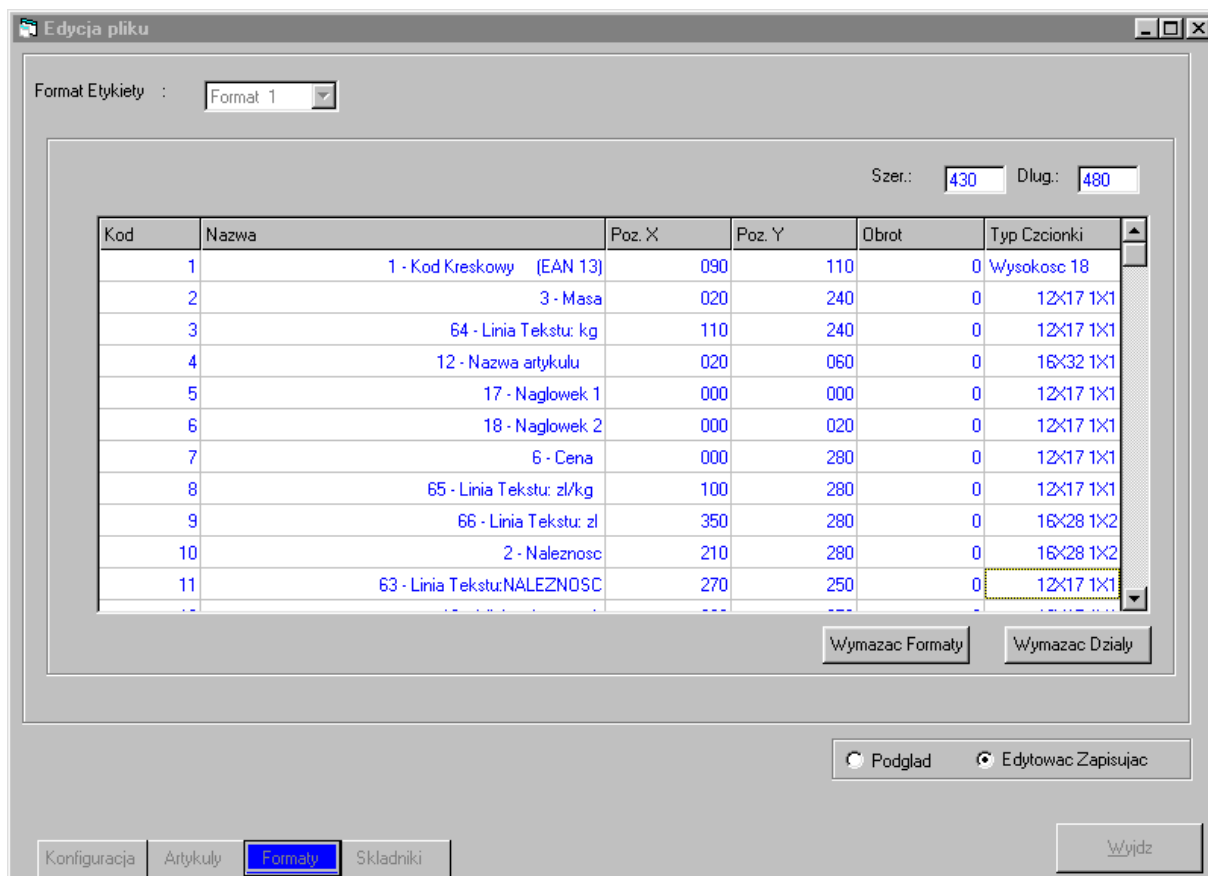 Edycja pliku
Format Etykiety : Format 1
Szer.: 430 Dlug.: 480
Kod Nazwa Poz. X Poz. Y Obrot Typ Czcionki
1 1 - Kod Kreskowy (EAN 13) 090 110 0 Wysokosc 18
2 3 - Masa 020 240 0 12X17 1X1
3 64 - Linia Tekstu: kg 110 240 0 12X17 1X1
4 12 - Nazwa artykulu 020 060 0 16X32 1X1
5 17 - Naglowek 1 000 000 0 12X17 1X1
6 18 - Naglowek 2 000 020 0 12X17 1X1
7 6 - Cena 000 280 0 12X17 1X1
8 65 - Linia Tekstu: zl/kg 100 280 0 12X17 1X1
9 66 - Linia Tekstu: zl 350 280 0 16X28 1X2
10 2 - Naleznosc 210 280 0 16X28 1X2
11 63 - Linia Tekstu:NALEZNOSC 270 250 0 12X17 1X1
Wymazac Formaty Wymazac Dzialy
Podglad Edytowac Zapisujac
Konfiguracja Artykuly Formaty Skladniki Wyjdz